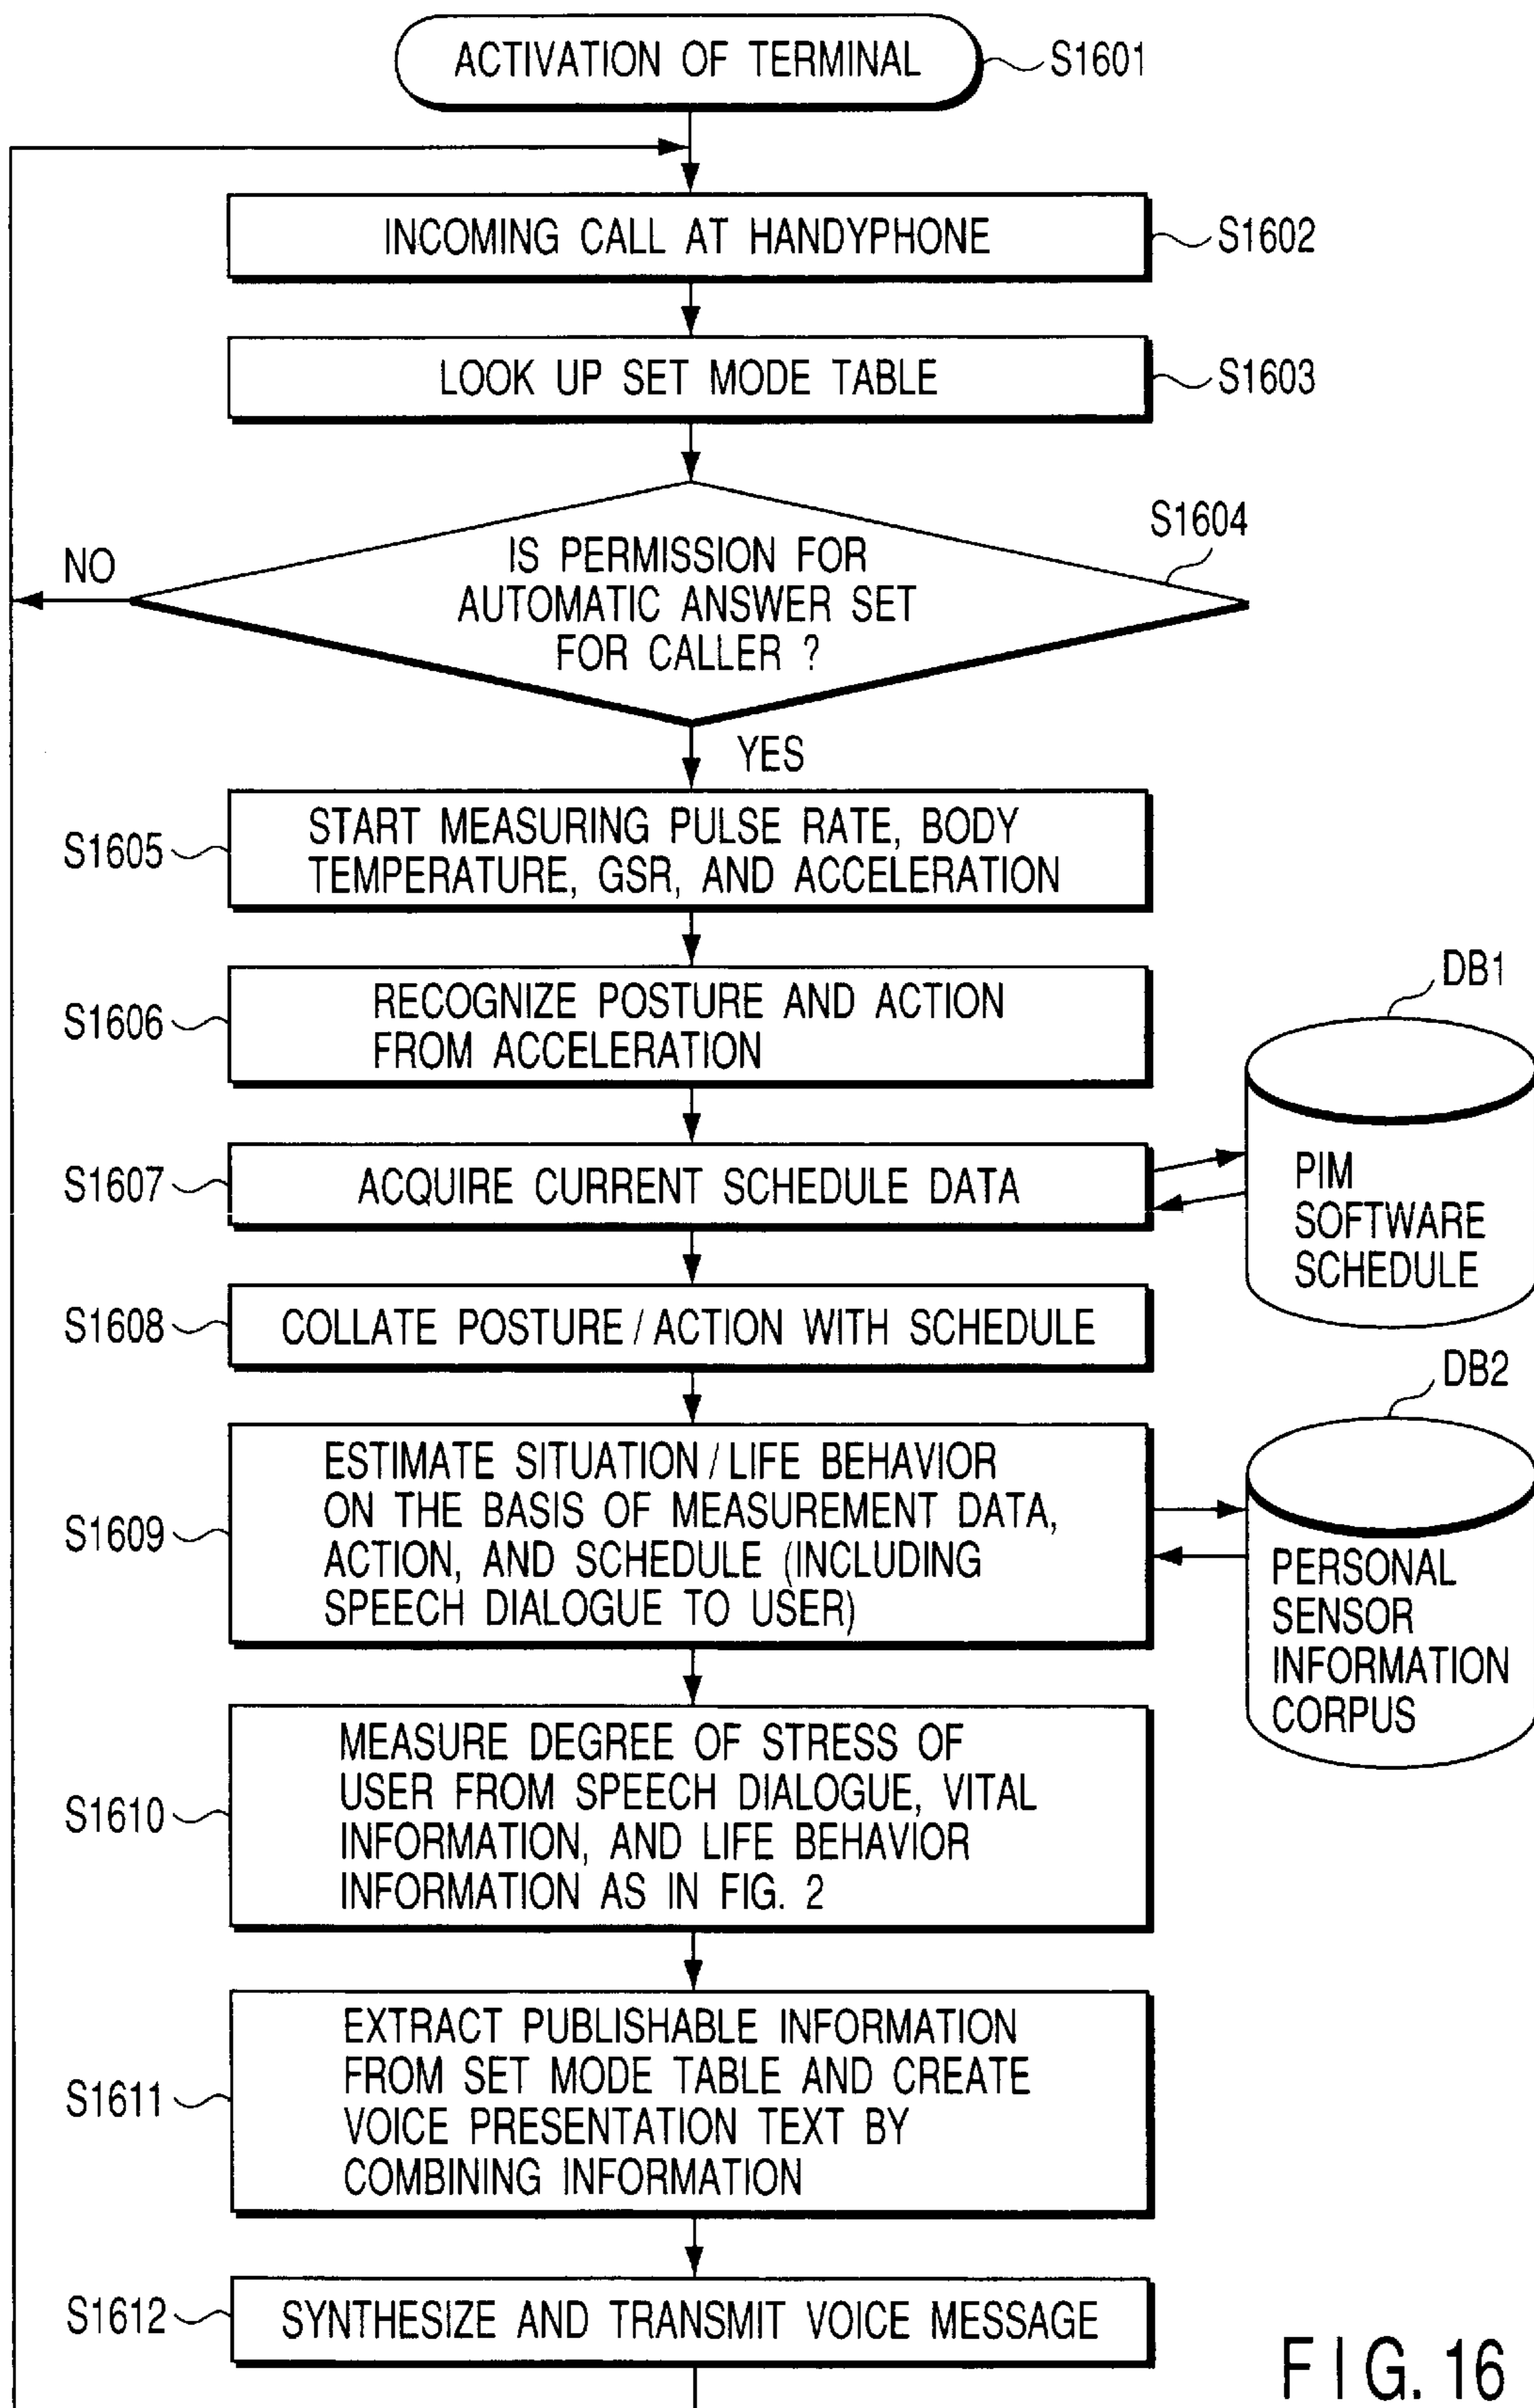 ACTIVATION OF TERMINAL
S1601
INCOMING CALL AT HANDYPHONE
S1602
LOOK UP SET MODE TABLE
S1603
S1604
IS PERMISSION FOR
AUTOMATIC ANSWER SET
FOR CALLER ?
NO
YES
S1605
START MEASURING PULSE RATE, BODY
TEMPERATURE, GSR, AND ACCELERATION
S1606
RECOGNIZE POSTURE AND ACTION
FROM ACCELERATION
DB1
PIM
SOFTWARE
SCHEDULE
S1607
ACQUIRE CURRENT SCHEDULE DATA
S1608
COLLATE POSTURE / ACTION WITH SCHEDULE
DB2
PERSONAL
SENSOR
INFORMATION
CORPUS
S1609
ESTIMATE SITUATION / LIFE BEHAVIOR
ON THE BASIS OF MEASUREMENT DATA,
ACTION, AND SCHEDULE (INCLUDING
SPEECH DIALOGUE TO USER)
S1610
MEASURE DEGREE OF STRESS OF
USER FROM SPEECH DIALOGUE, VITAL
INFORMATION, AND LIFE BEHAVIOR
INFORMATION AS IN FIG. 2
S1611
EXTRACT PUBLISHABLE INFORMATION
FROM SET MODE TABLE AND CREATE
VOICE PRESENTATION TEXT BY
COMBINING INFORMATION
S1612
SYNTHESIZE AND TRANSMIT VOICE MESSAGE
FIG. 16